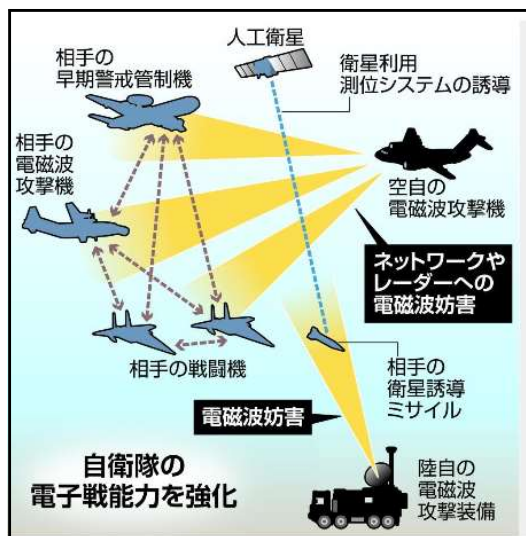 人工衛星
相手の
早期警戒管制機
衛星利用
測位システムの誘導
相手の
電磁波
攻撃機
空自の
電磁波攻撃機
ネットワークや
レーダーへの
電磁波妨害
相手の戦闘機
相手の
衛星誘導
ミサイル
電磁波妨害
自衛隊の
電子戦能力を強化
陸自の
電磁波
攻撃装備